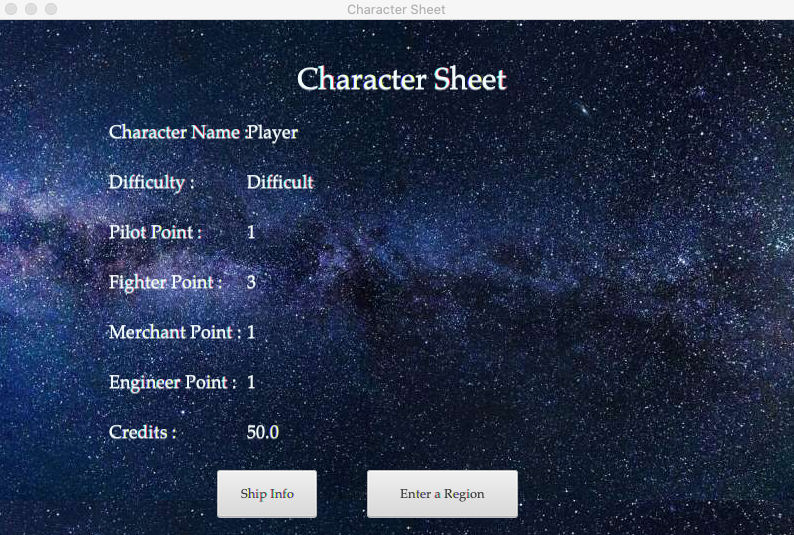 Character Sheet
Character Sheet
Character Name :Player
Difficulty : Difficult
Pilot Point : 1
Fighter Point : 3
Merchant Point : 1
Engineer Point : 1
Credits : 50.0
Ship Info Enter a Region